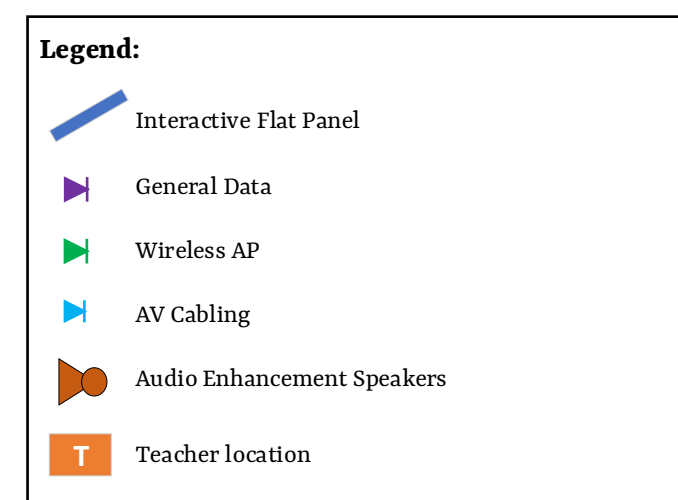 Legend:
Interactive Flat Panel
General Data
Wireless AP
AV Cabling
Audio Enhancement Speakers
T Teacher location